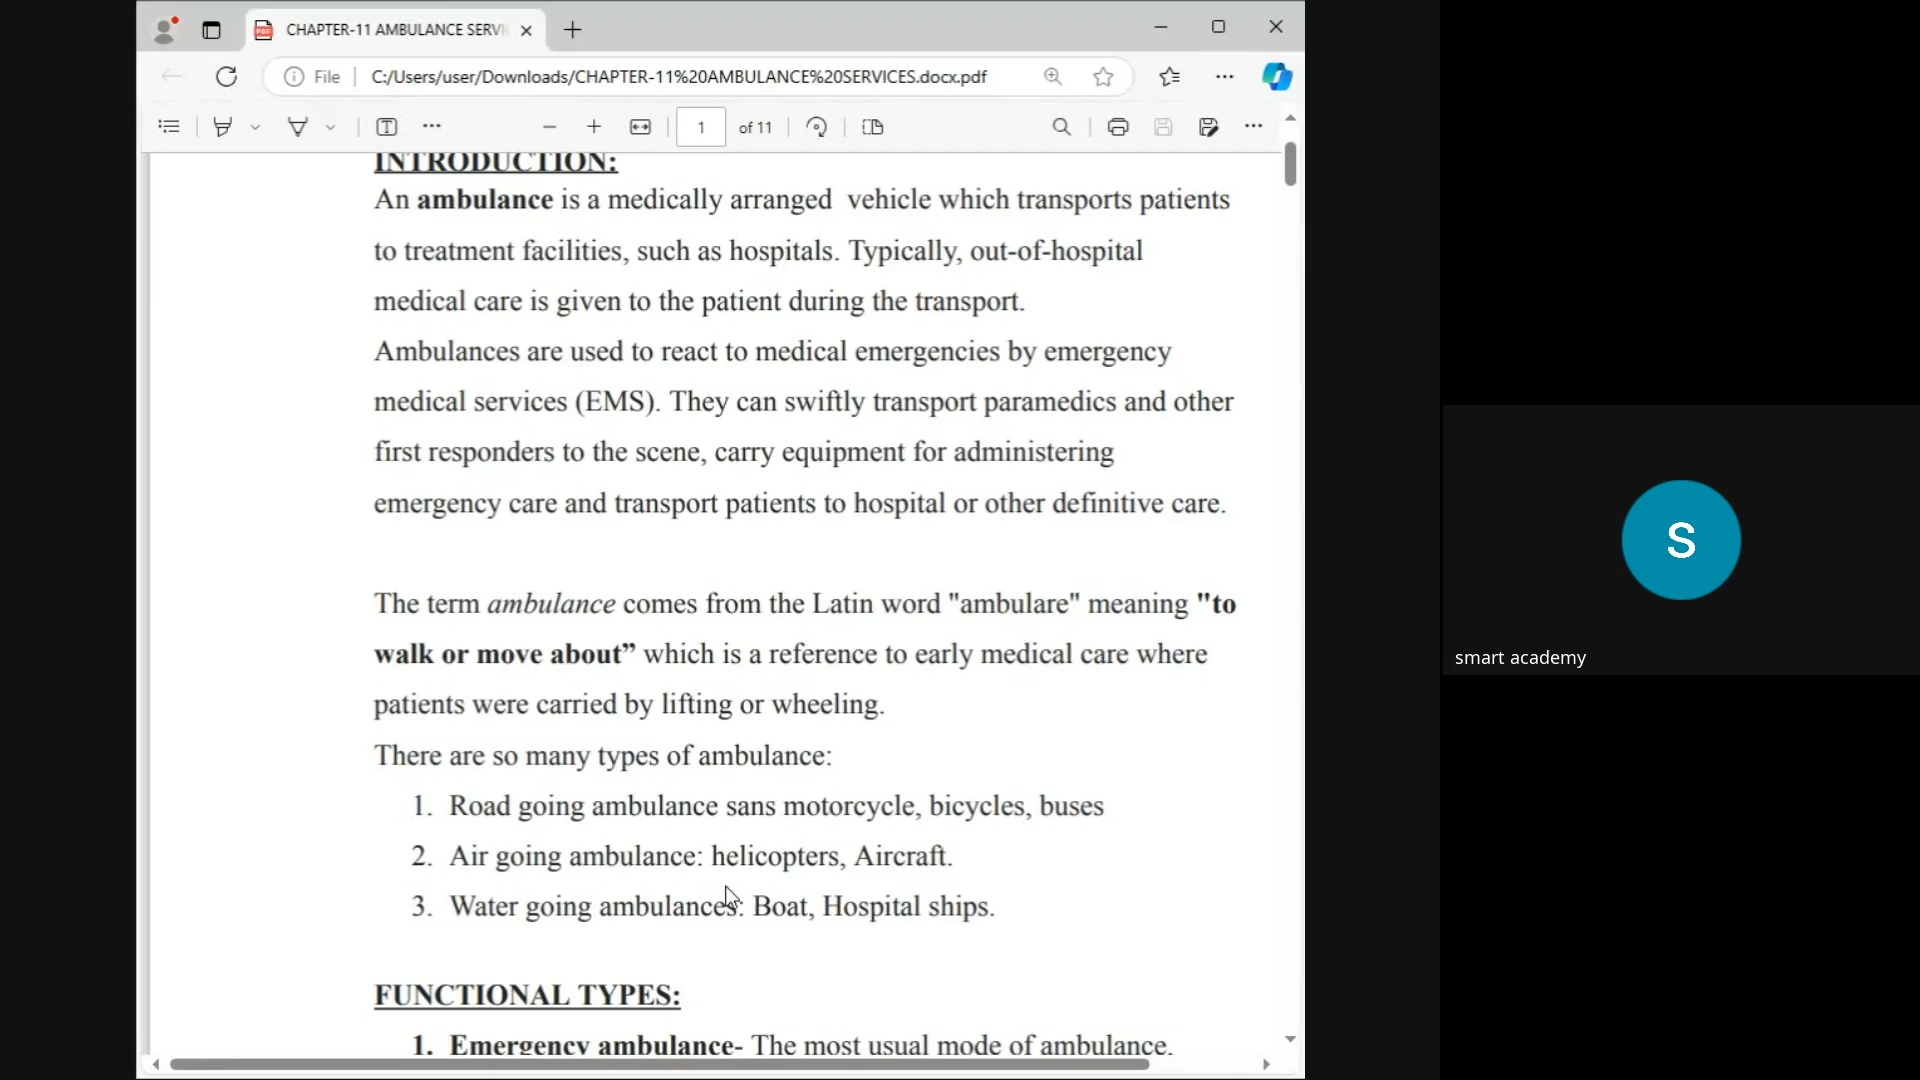 CHAPTER-11 AMBULANCE SERVI
File
C:/Users/user/Downloads/CHAPTER-11%20AMBULANCE%20SERVICES.docx.pdf
1 of 11
INTRODUCTION:
An ambulance is a medically arranged vehicle which transports patients
to treatment facilities, such as hospitals. Typically, out-of-hospital
medical care is given to the patient during the transport.
Ambulances are used to react to medical emergencies by emergency
medical services (EMS). They can swiftly transport paramedics and other
first responders to the scene, carry equipment for administering
emergency care and transport patients to hospital or other definitive care.
The term ambulance comes from the Latin word "ambulare" meaning "to
walk or move about” which is a reference to early medical care where
patients were carried by lifting or wheeling.
There are so many types of ambulance:
1. Road going ambulance sans motorcycle, bicycles, buses
2. Air going ambulance: helicopters, Aircraft.
3. Water going ambulances: Boat, Hospital ships.
FUNCTIONAL TYPES:
1. Emergency ambulance- The most usual mode of ambulance,
S
smart academy